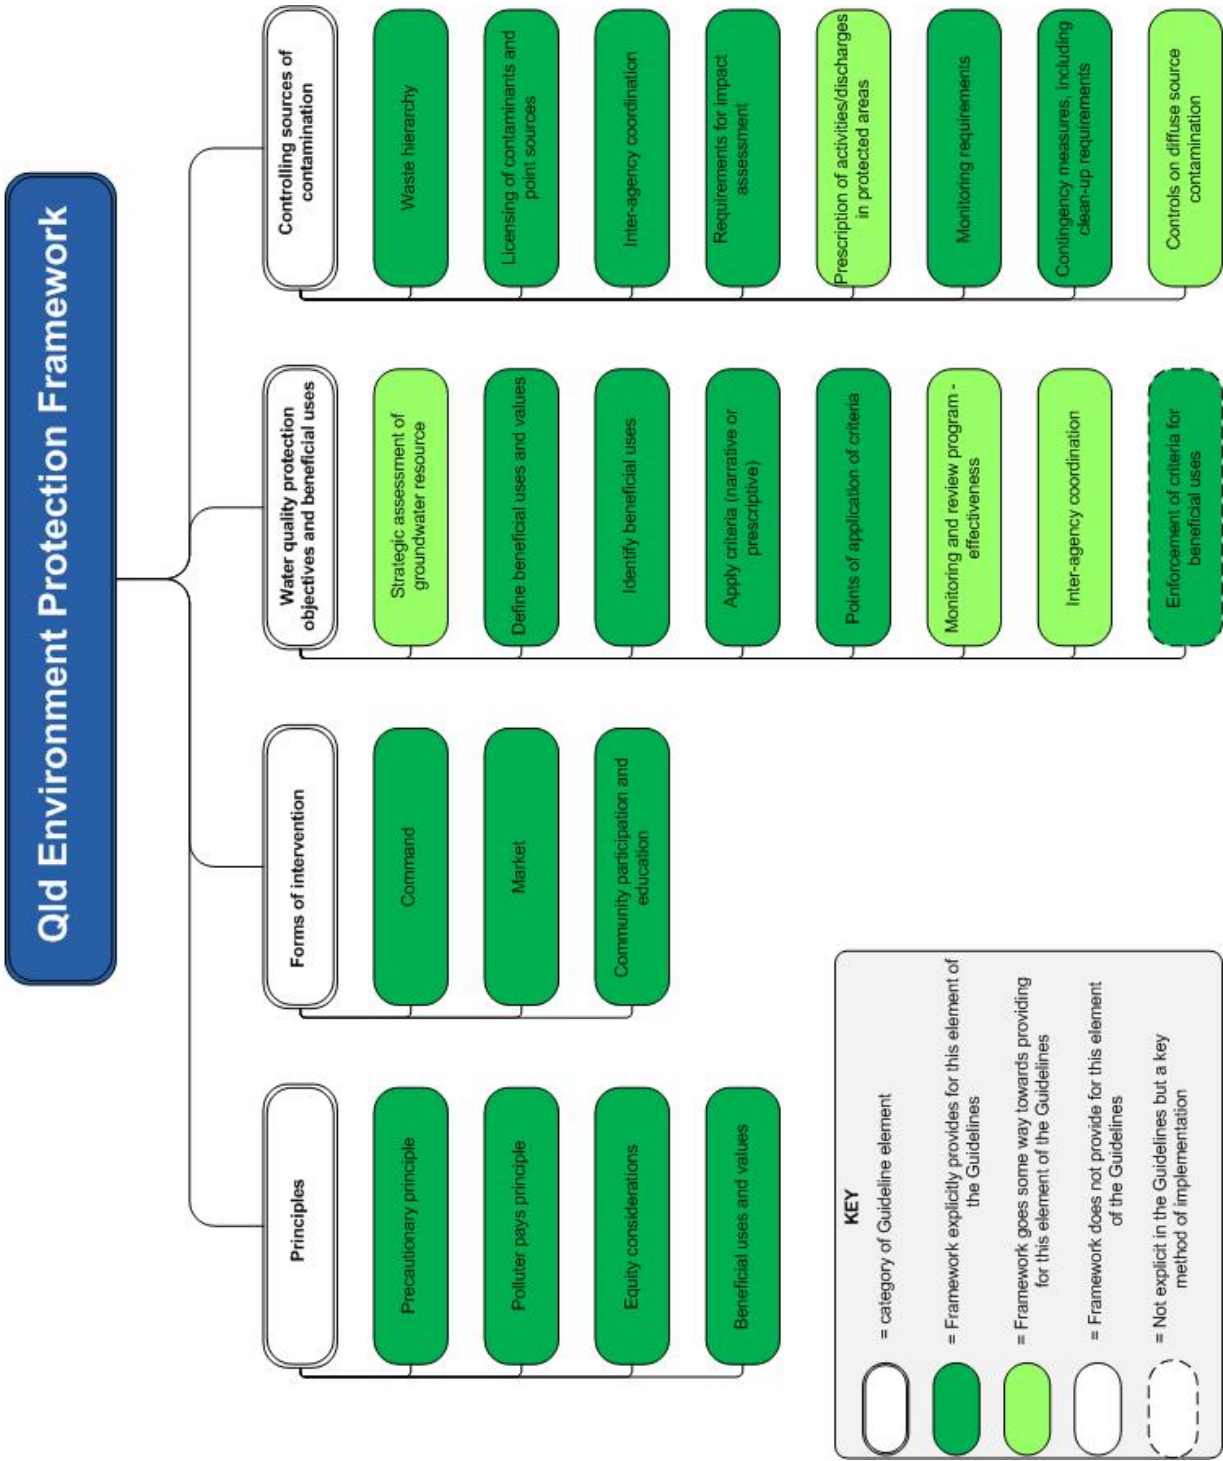 Qld Environment Protection Framework
Principles
Precautionary principle
Polluter pays principle
Equity considerations
Beneficial uses and values
Forms of intervention
Command
Market
Community participation and
education
Water quality protection
objectives and beneficial uses
Strategic assessment of
groundwater resource
Define beneficial uses and values
Identify beneficial uses
Apply criteria (narrative or
prescriptive)
Points of application of criteria
Monitoring and review program -
effectiveness
Inter-agency coordination
Enforcement of criteria for
beneficial uses
Controlling sources of
contamination
Waste hierarchy
Licensing of contaminants and
point sources
Inter-agency coordination
Requirements for impact
assessment
Prescription of activities/discharges
in protected areas
Monitoring requirements
Contingency measures, including
clean-up requirements
Controls on diffuse source
contamination
KEY
= category of Guideline element
= Framework explicitly provides for this element of
the Guidelines
= Framework goes some way towards providing
for this element of the Guidelines
= Framework does not provide for this element
of the Guidelines
= Not explicit in the Guidelines but a key
method of implementation